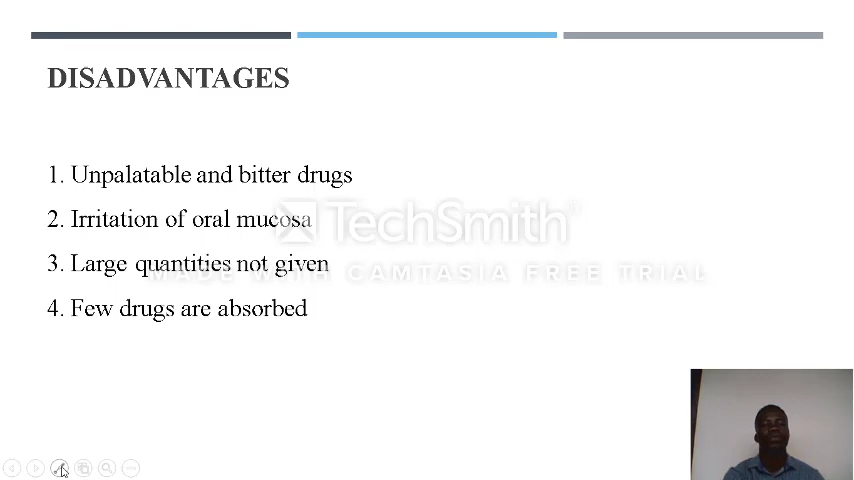 DISADVANTAGES
1. Unpalatable and bitter drugs
2. Irritation of oral mucosa
TechSmith
3. Large quantities not given
MADE WITH CAMTASIA FREE TRIAL
4. Few drugs are absorbed